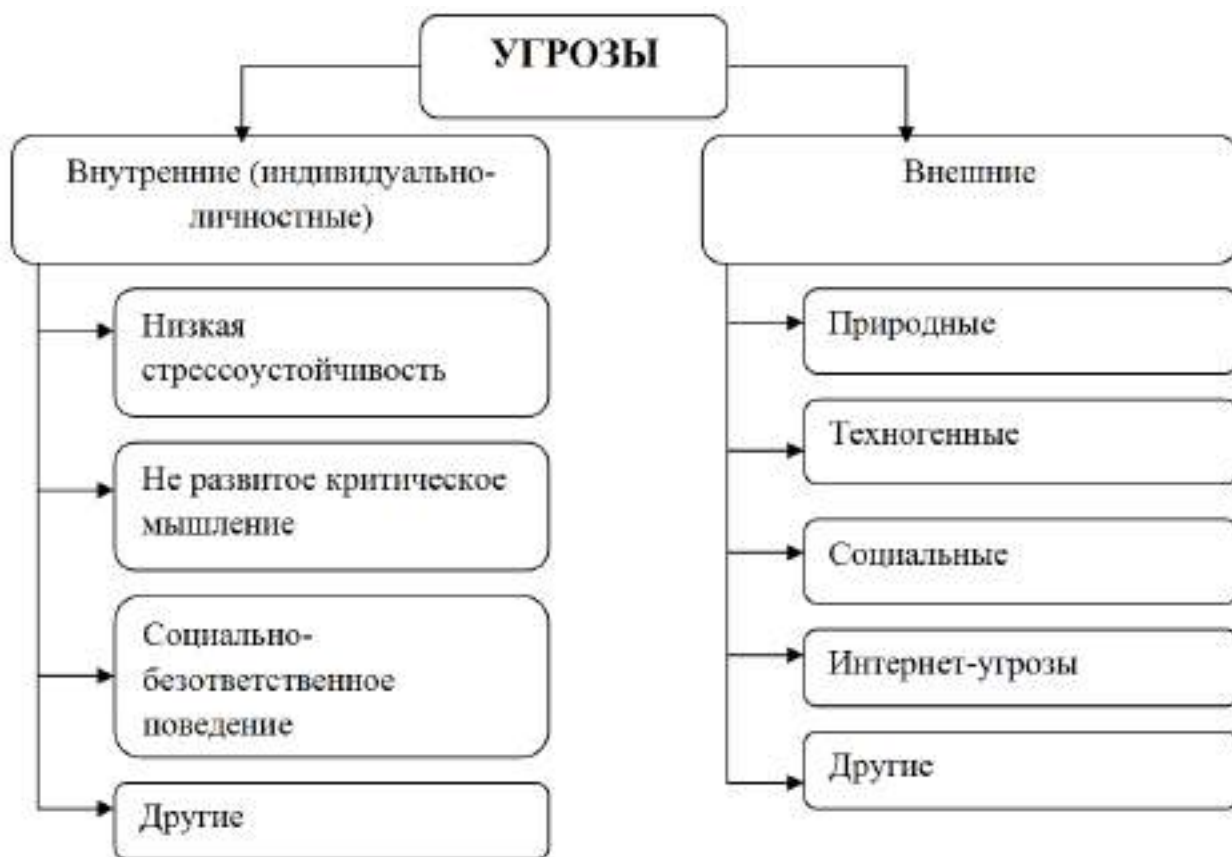 УГРОЗЫ
Внутренние (индивидуально-
личностные)
Низкая
стрессоустойчивость
Не развитое критическое
мышление
Социально-
безответственное
поведение
Другие
Внешние
Природные
Техногенные
Социальные
Интернет-угрозы
Другие